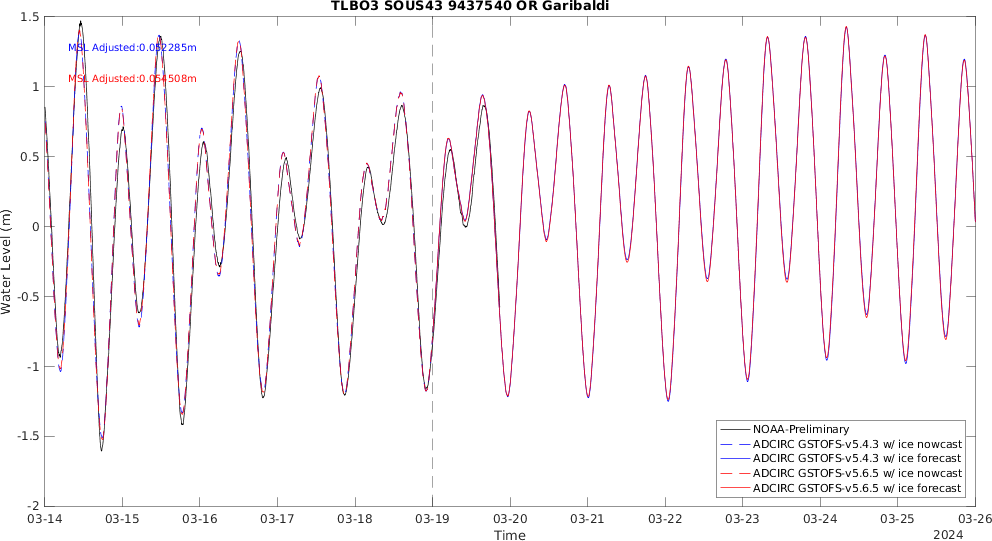 TLBO3 SOUS43 9437540 OR Garibaldi
1.5
1
0.5
0
-0.5
-1
-1.5
-2
Water Level (m)
MSL Adjusted:0.052285m
MSL Adjusted:0.054508m
NOAA-Preliminary
ADCIRC GSTOFS-v5.4.3 w/ ice nowcast
ADCIRC GSTOFS-v5.4.3 w/ ice forecast
ADCIRC GSTOFS-v5.6.5 w/ ice nowcast
ADCIRC GSTOFS-v5.6.5 w/ ice forecast
03-14 03-15 03-16 03-17 03-18 03-19 03-20 03-21 03-22 03-23 03-24 03-25 03-26
Time
2024